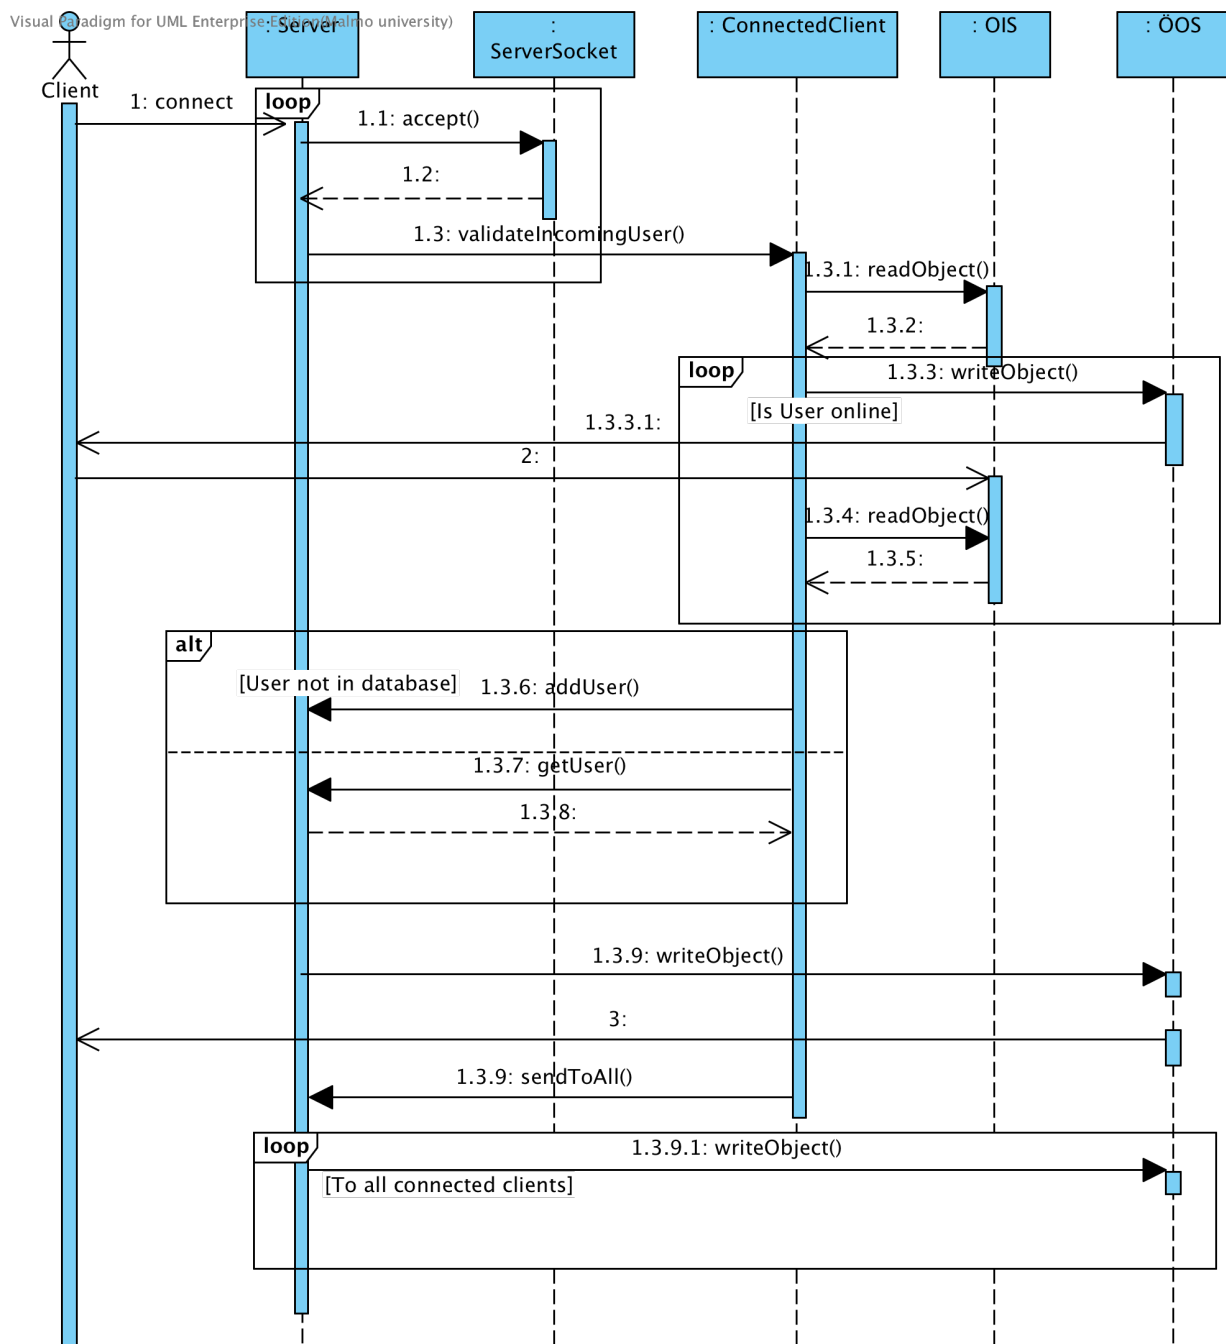 Visual Paradigm for UML Enterprise Edition(Malmo university)
Client
: Server
:
ServerSocket
: ConnectedClient
: OIS
: ÖOS
1: connect
loop
1.1: accept()
1.2:
1.3: validateIncomingUser()
1.3.1: readObject()
1.3.2:
loop
1.3.3: writeObject()
[Is User online]
1.3.3.1:
2:
1.3.4: readObject()
1.3.5:
alt
[User not in database]
1.3.6: addUser()
1.3.7: getUser()
1.3.8:
1.3.9: writeObject()
3:
1.3.9: sendToAll()
loop
1.3.9.1: writeObject()
[To all connected clients]